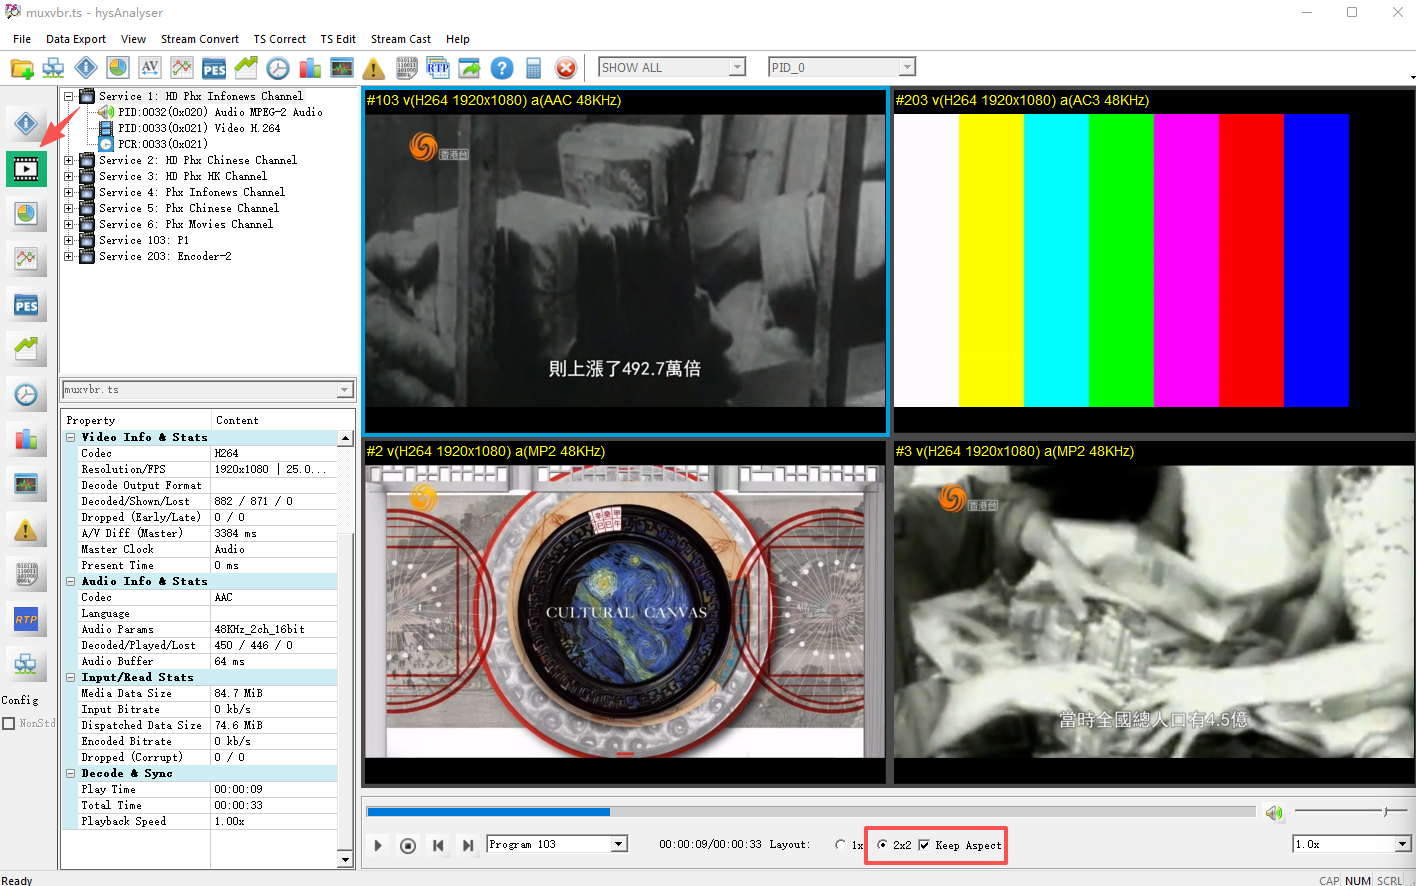 muxvbr.ts - hysAnalyser
File Data Export View Stream Convert TS Correct TS Edit Stream Cast Help
SHOW ALL PID_0
Service 1: HD Phx Infonews Channel
PID:0032(0x020) Audio MPEG-2 Audio
PID:0033(0x021) Video H.264
PCR:0033(0x021)
Service 2: HD Phx Chinese Channel
Service 3: HD Phx HK Channel
Service 4: Phx Infonews Channel
Service 5: Phx Chinese Channel
Service 6: Phx Movies Channel
Service 103: P1
Service 203: Encoder-2
muxvbr.ts
Property Content
Video Info & Stats
Codec H264
Resolution/FPS 1920x1080 | 25.0...
Decode Output Format
Decoded/Shown/Lost 882 / 871 / 0
Dropped (Early/Late) 0 / 0
A/V Diff (Master) 3384 ms
Master Clock Audio
Present Time 0 ms
Audio Info & Stats
Codec AAC
Language
Audio Params 48KHz_2ch_16bit
Decoded/Played/Lost 450 / 446 / 0
Audio Buffer 64 ms
Input/Read Stats
Media Data Size 84.7 MiB
Input Bitrate 0 kb/s
Dispatched Data Size 74.6 MiB
Encoded Bitrate 0 kb/s
Dropped (Corrupt) 0 / 0
Decode & Sync
Play Time 00:00:09
Total Time 00:00:33
Playback Speed 1.00x
PES
RTP
Config
NonStd
#103 v(H264 1920x1080) a(AAC 48KHz)
香港台
則上漲了492.7萬倍
#203 v(H264 1920x1080) a(AC3 48KHz)
#2 v(H264 1920x1080) a(MP2 48KHz)
CULTURAL CANVAS
#3 v(H264 1920x1080) a(MP2 48KHz)
香港台
當時全國總人口有4.5億
Program 103 00:00:09/00:00:33 Layout: 1x 2x2 Keep Aspect 1.0x
Ready CAP NUM SCRL